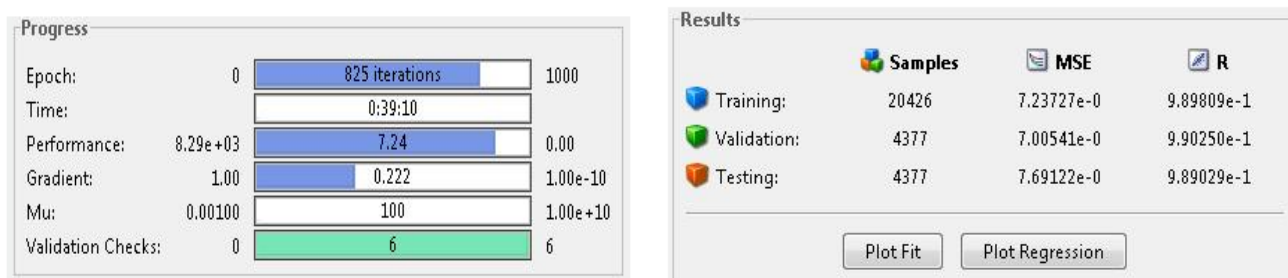 Progress
Epoch: 0 825 iterations 1000
Time: 0:39:10
Performance: 8.29e+03 7.24 0.00
Gradient: 1.00 0.222 1.00e-10
Mu: 0.00100 100 1.00e+10
Validation Checks: 0 6 6
Results
Samples MSE R
Training: 20426 7.23727e-0 9.89809e-1
Validation: 4377 7.00541e-0 9.90250e-1
Testing: 4377 7.69122e-0 9.89029e-1
Plot Fit Plot Regression